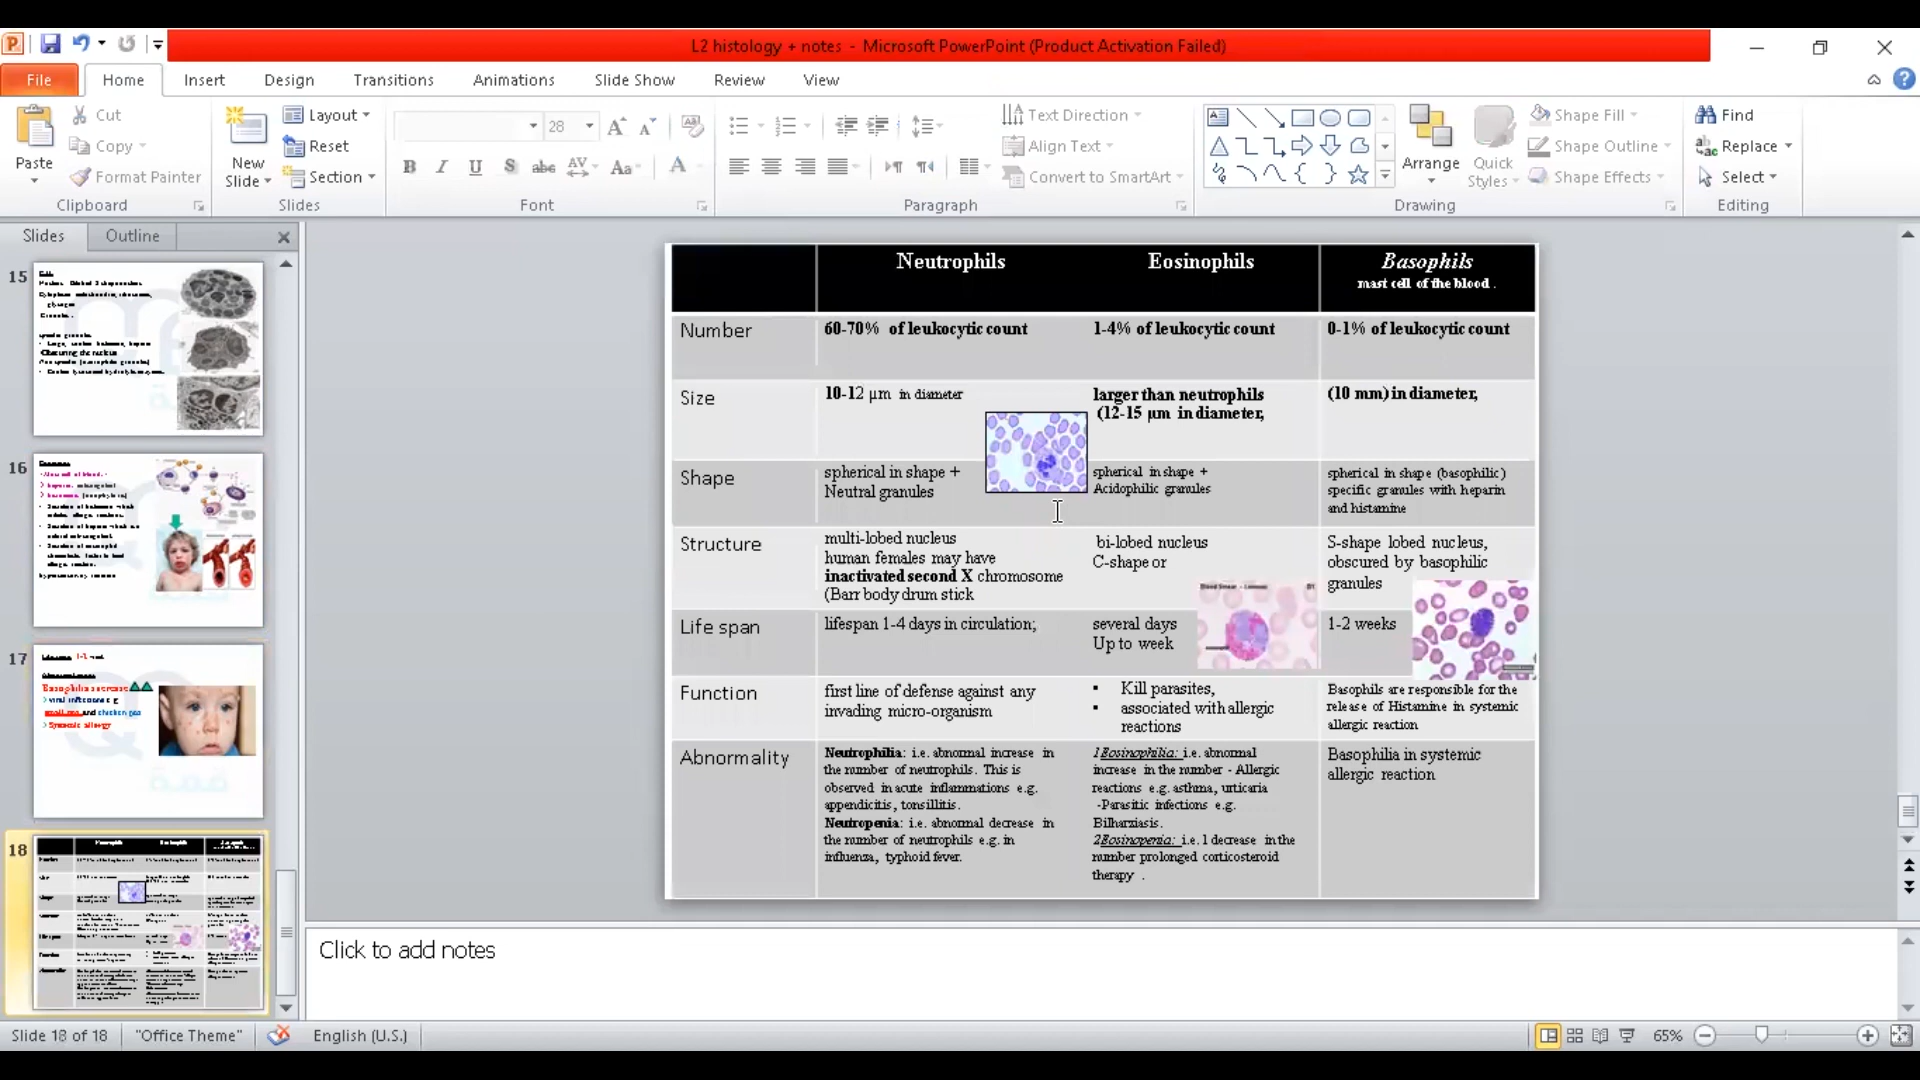 L2 histology + notes - Microsoft PowerPoint (Product Activation Failed)
File Home Insert Design Transitions Animations Slide Show Review View
Paste
Cut
Copy
Format Painter
Clipboard
New Slide
Layout
Reset
Section
Slides
28
Font
Text Direction
Align Text
Convert to SmartArt
Paragraph
Arrange
Quick Styles
Shape Fill
Shape Outline
Shape Effects
Drawing
Find
Replace
Select
Editing
Slides Outline
15
16
17
18
Neutrophils
Eosinophils
Basophils
mast cell of the blood .
Number
60-70% of leukocytic count
1-4% of leukocytic count
0-1% of leukocytic count
Size
10-12 µm in diameter
larger than neutrophils
(12-15 µm in diameter,
(10 mm) in diameter,
Shape
spherical in shape +
Neutral granules
spherical in shape +
Acidophilic granules
spherical in shape (basophilic)
specific granules with heparin
and histamine
Structure
multi-lobed nucleus
human females may have
inactivated second X chromosome
(Barr body drum stick
bi-lobed nucleus
C-shape or
S-shape lobed nucleus,
obscured by basophilic
granules
Life span
lifespan 1-4 days in circulation;
several days
Up to week
1-2 weeks
Function
first line of defense against any
invading micro-organism
▪ Kill parasites,
▪ associated with allergic
reactions
Basophils are responsible for the
release of Histamine in systemic
allergic reaction
Abnormality
Neutrophilia: i.e. abnormal increase in
the number of neutrophils. This is
observed in acute inflammations e.g.
appendicitis, tonsillitis.
Neutropenia: i.e. abnormal decrease in
the number of neutrophils e.g. in
influenza, typhoid fever.
1Eosinophilia: i.e. abnormal
increase in the number - Allergic
reactions e.g. asthma, urticaria
-Parasitic infections e.g.
Bilharziasis.
2Eosinopenia: i.e. l decrease in the
number prolonged corticosteroid
therapy .
Basophilia in systemic
allergic reaction
Click to add notes
Slide 18 of 18 "Office Theme" English (U.S.) 65%